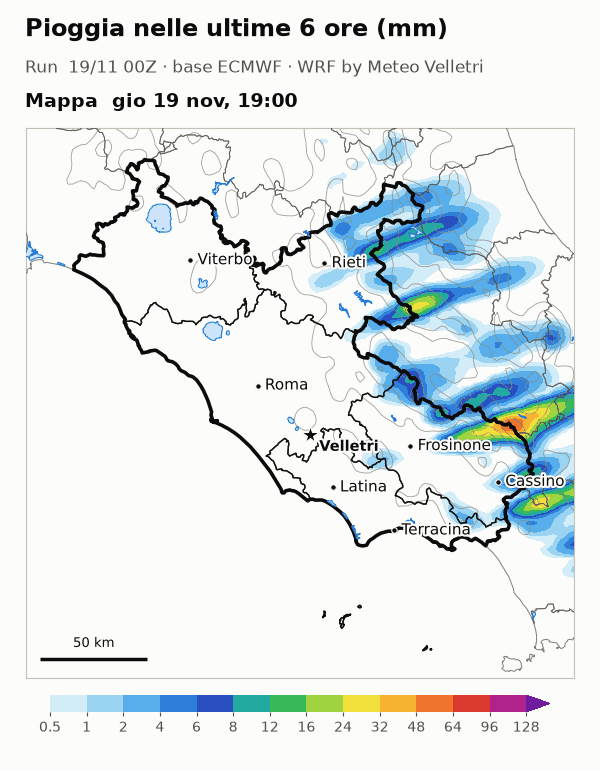 Pioggia nelle ultime 6 ore (mm)
Run 19/11 00Z · base ECMWF · WRF by Meteo Velletri
Mappa gio 19 nov, 19:00
Viterbo
Rieti
Roma
Velletri
Frosinone
Latina
Cassino
Terracina
50 km
0.5 1 2 4 6 8 12 16 24 32 48 64 96 128